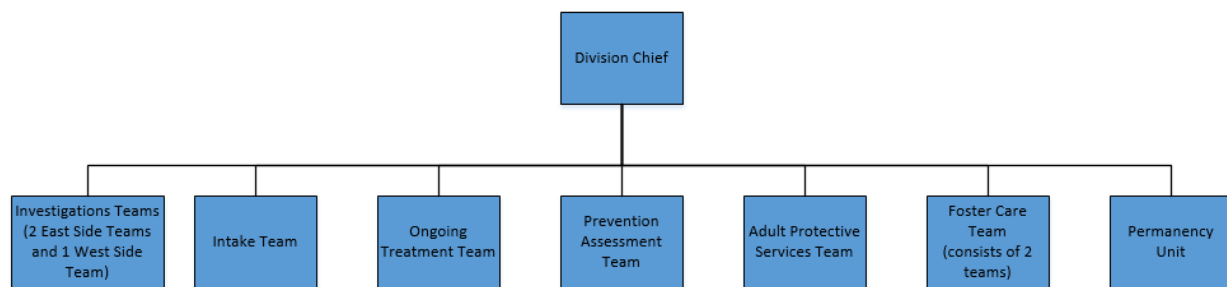 Division Chief
Investigations Teams
(2 East Side Teams
and 1 West Side
Team)
Intake Team
Ongoing
Treatment Team
Prevention
Assessment
Team
Adult Protective
Services Team
Foster Care
Team
(consists of 2
teams)
Permanency
Unit